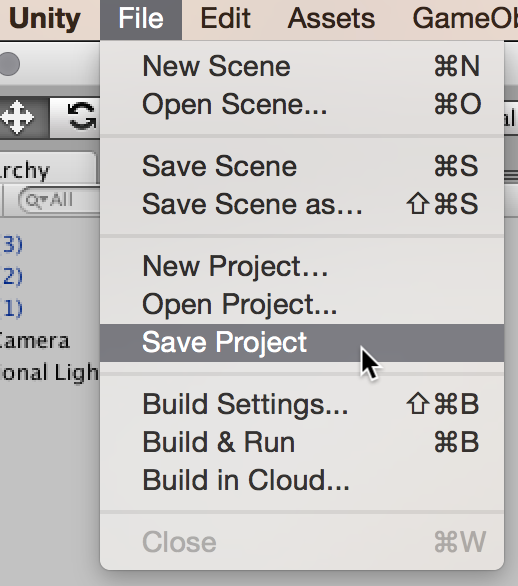 Unity File Edit Assets GameOb
New Scene ⌘N
Open Scene... ⌘O
al
Save Scene ⌘S
rchy
Save Scene as... ⇧⌘S
All
(3)
New Project...
2)
Open Project... 
(1)
Save Project
Camera
ional Ligh
Build Settings... ⇧⌘B
Build & Run ⌘B
Build in Cloud...
Close ⌘W